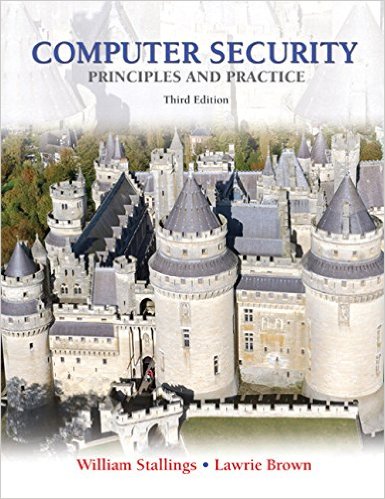 COMPUTER SECURITY
PRINCIPLES AND PRACTICE
Third Edition
William Stallings • Lawrie Brown